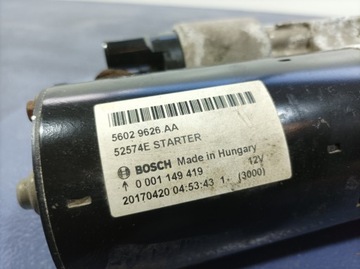 5602 9626 AA
52574E STARTER
BOSCH Made in Hungary
↑ 0 001 149 419 12V
20170420 04:53:43 1- (3000)